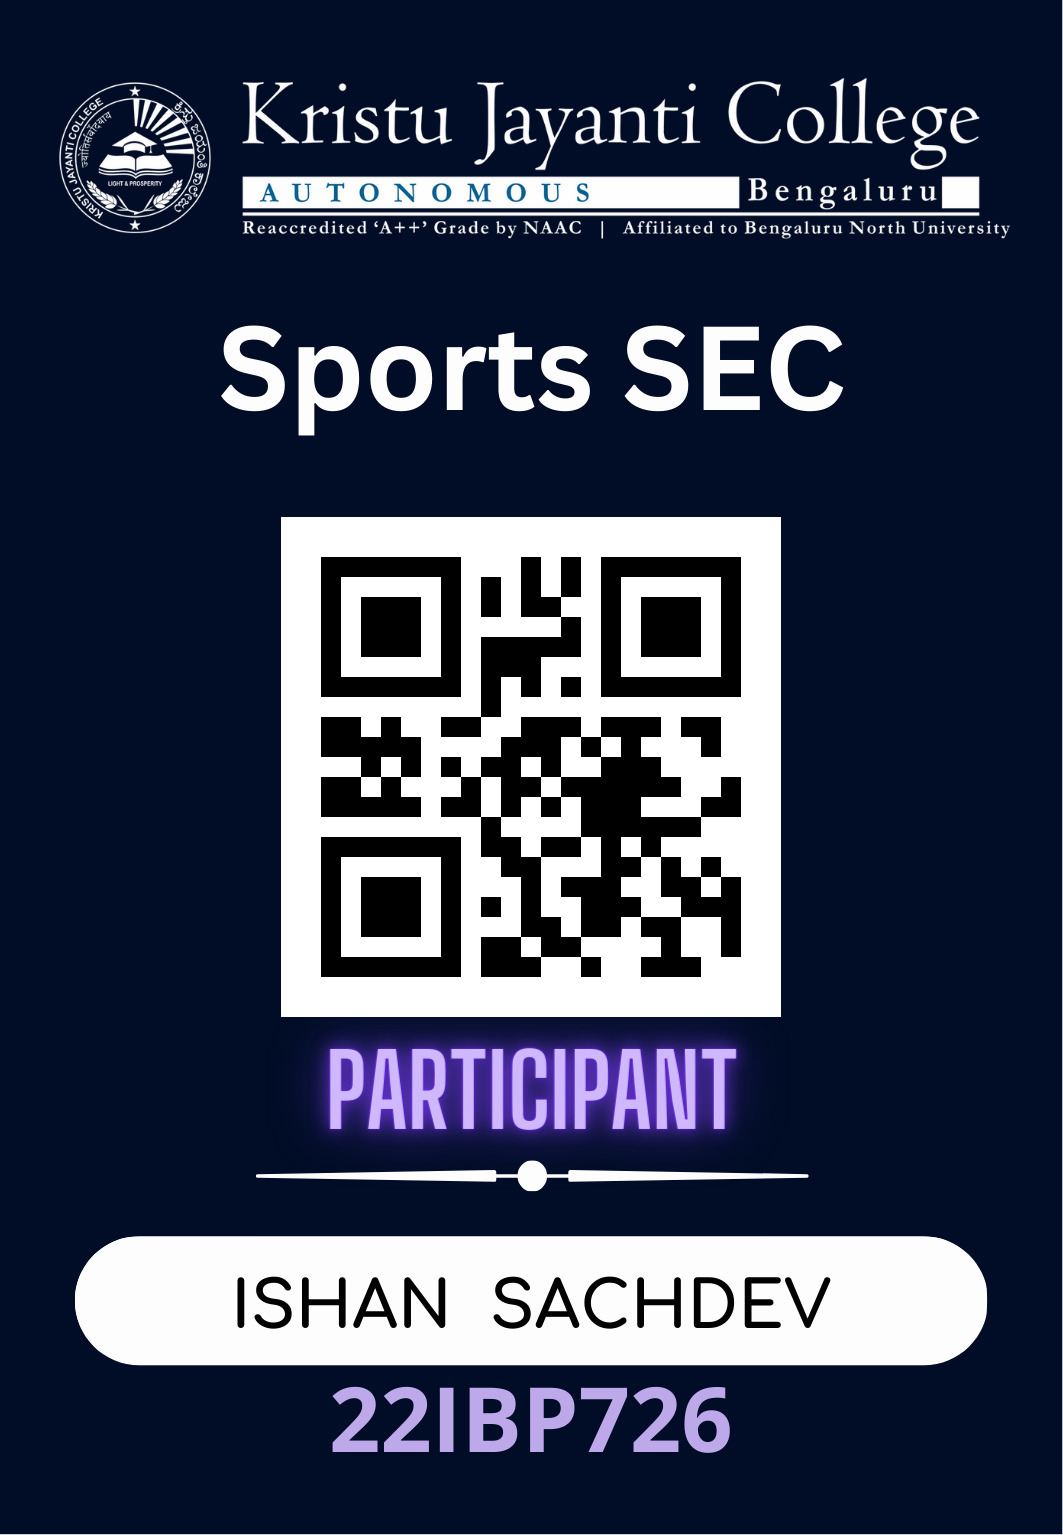 KRISTU JAYANTI COLLEGE
LIGHT & PROSPERITY
Kristu Jayanti College
AUTONOMOUS Bengaluru
Reaccredited ‘A++’ Grade by NAAC | Affiliated to Bengaluru North University
Sports SEC
PARTICIPANT
ISHAN SACHDEV
22IBP726